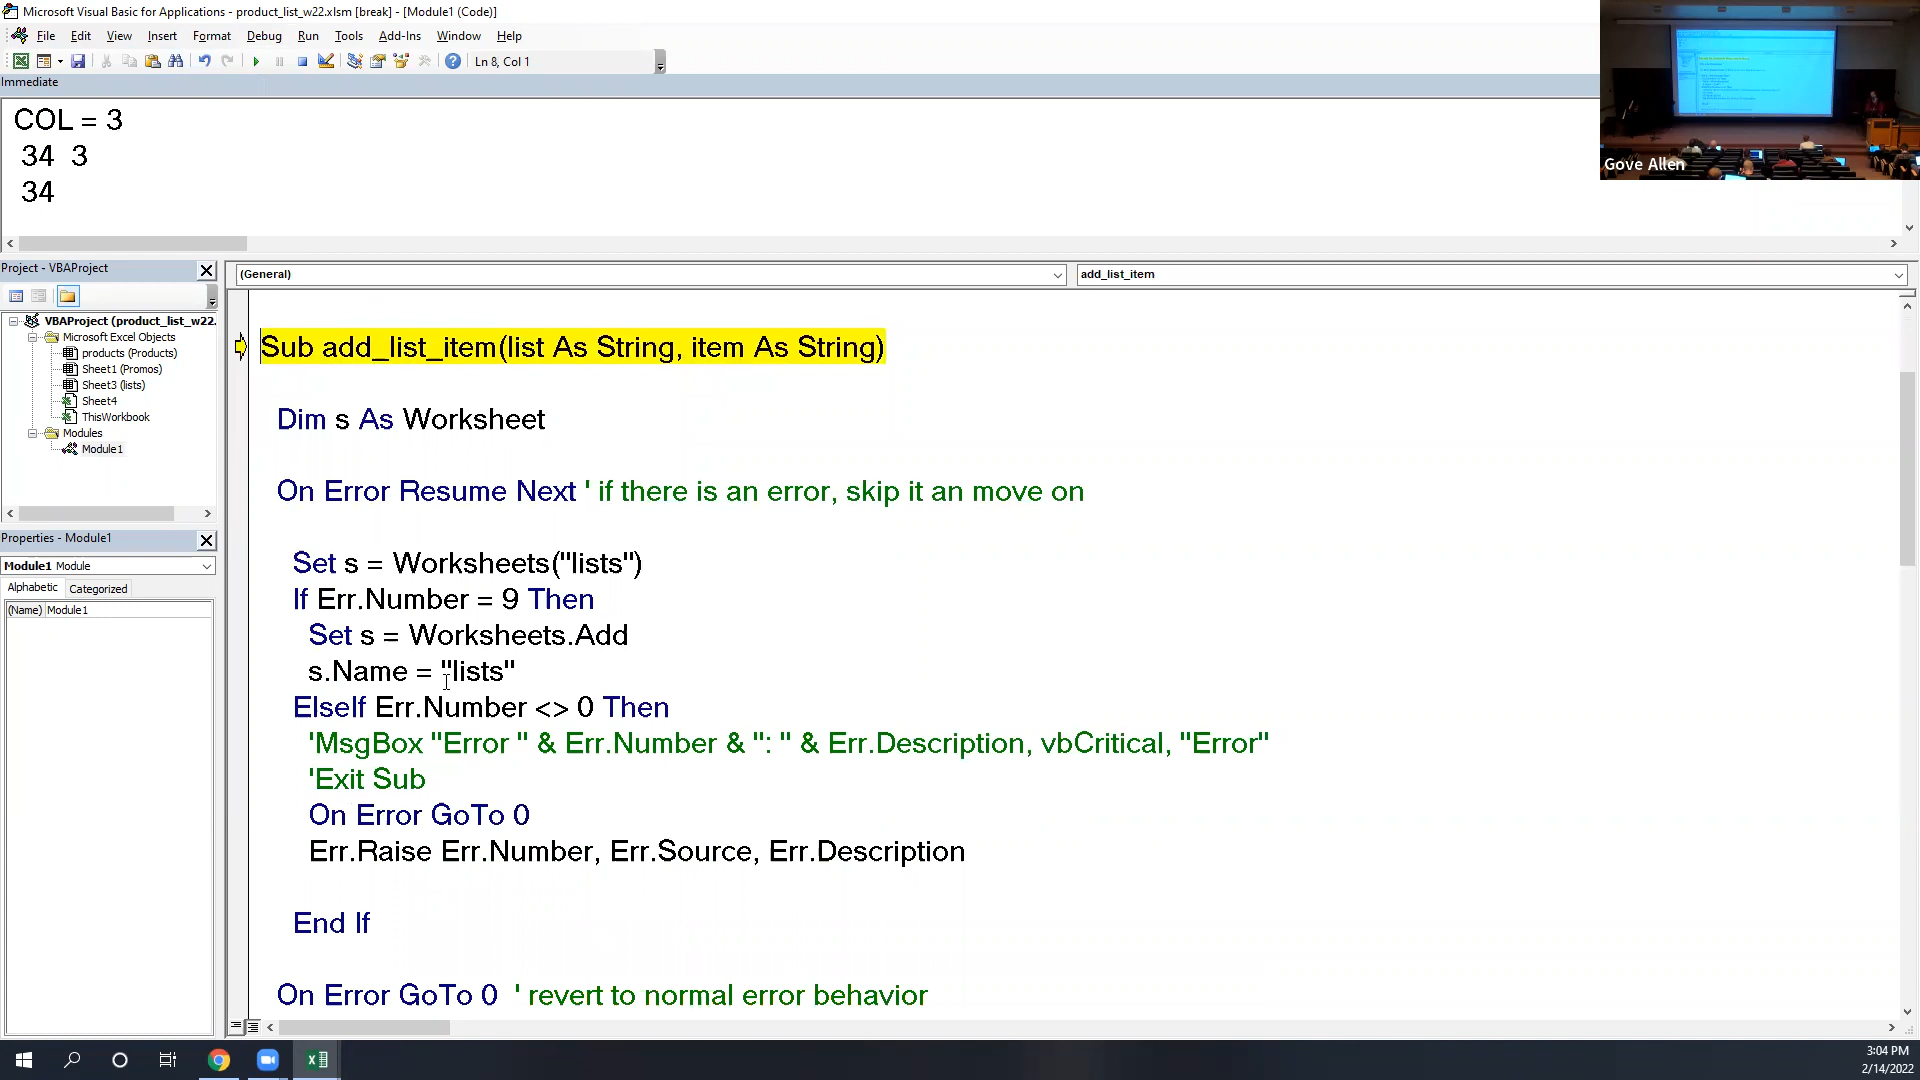 Microsoft Visual Basic for Applications - product_list_w22.xlsm [break] - [Module1 (Code)]
File Edit View Insert Format Debug Run Tools Add-Ins Window Help
Ln 8, Col 1
Immediate
COL = 3
34 3
34
Gove Allen
Project - VBAProject
(General)
add_list_item
VBAProject (product_list_w22.
Microsoft Excel Objects
products (Products)
Sheet1 (Promos)
Sheet3 (lists)
Sheet4
ThisWorkbook
Modules
Module1
Properties - Module1
Module1 Module
Alphabetic Categorized
(Name) Module1
Sub add_list_item(list As String, item As String)
Dim s As Worksheet
On Error Resume Next ' if there is an error, skip it an move on
Set s = Worksheets("lists")
If Err.Number = 9 Then
Set s = Worksheets.Add
s.Name = "lists"
ElseIf Err.Number <> 0 Then
'MsgBox "Error " & Err.Number & ": " & Err.Description, vbCritical, "Error"
'Exit Sub
On Error GoTo 0
Err.Raise Err.Number, Err.Source, Err.Description
End If
On Error GoTo 0 ' revert to normal error behavior
3:04 PM
2/14/2022